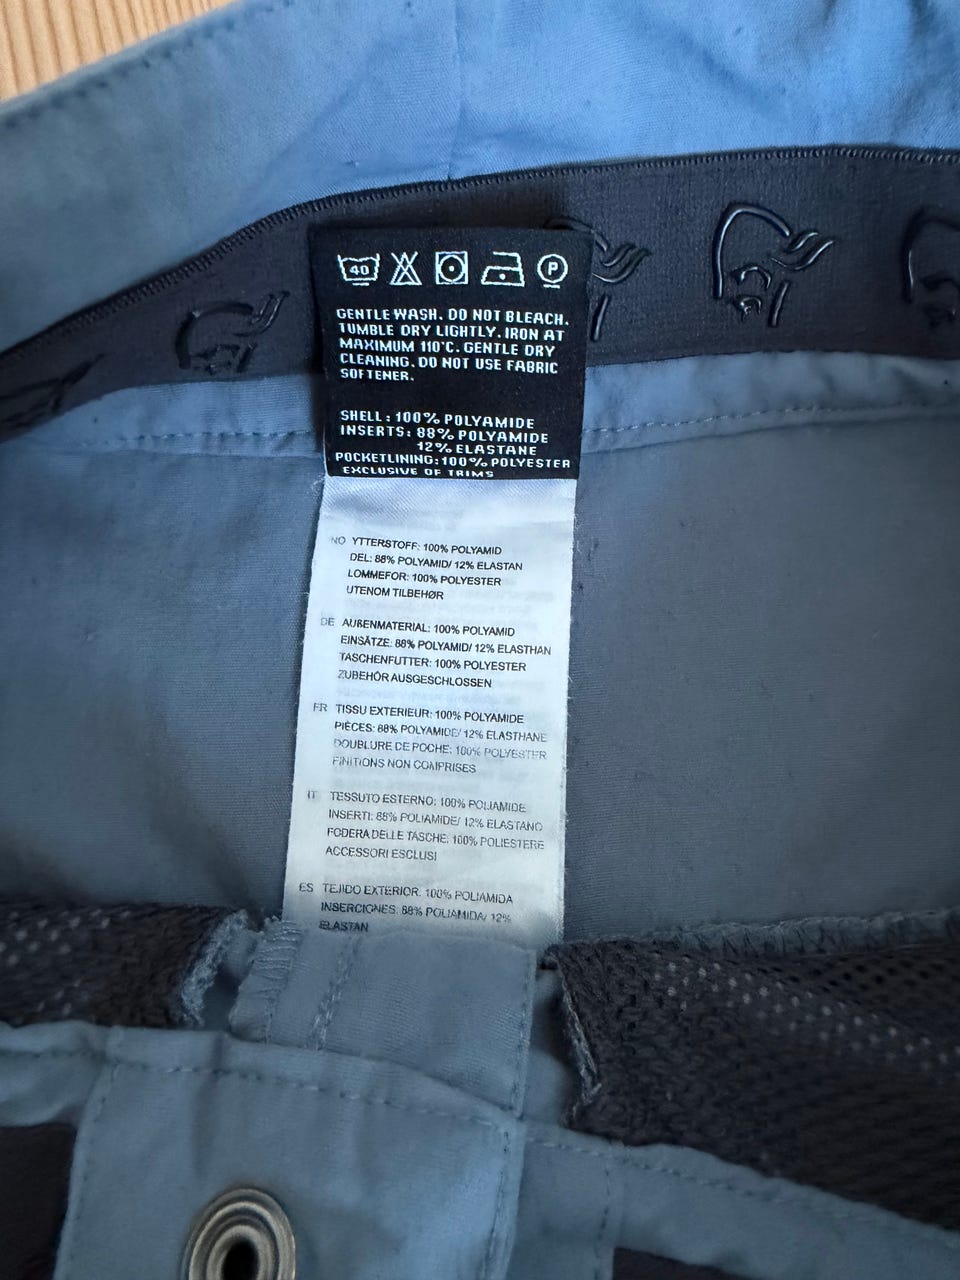 40
P
GENTLE WASH. DO NOT BLEACH.
TUMBLE DRY LIGHTLY. IRON AT
MAXIMUM 110°C. GENTLE DRY
CLEANING. DO NOT USE FABRIC
SOFTENER.
SHELL: 100% POLYAMIDE
INSERTS: 88% POLYAMIDE
12% ELASTANE
POCKETLINING: 100% POLYESTER
EXCLUSIVE OF TRIMS
NO YTTERSTOFF: 100% POLYAMID
DEL: 88% POLYAMID/ 12% ELASTAN
LOMMEFOR: 100% POLYESTER
UTENOM TILBEHØR
DE AUßENMATERIAL: 100% POLYAMID
EINSÄTZE: 88% POLYAMID/ 12% ELASTHAN
TASCHENFUTTER: 100% POLYESTER
ZUBEHÖR AUSGESCHLOSSEN
FR TISSU EXTERIEUR: 100% POLYAMIDE
PIÈCES: 88% POLYAMIDE/ 12% ELASTHANE
DOUBLURE DE POCHE: 100% POLYESTER
FINITIONS NON COMPRISES
IT TESSUTO ESTERNO: 100% POLIAMIDE
INSERTI: 88% POLIAMIDE/ 12% ELASTANO
FODERA DELLE TASCHE: 100% POLIESTERE
ACCESSORI ESCLUSI
ES TEJIDO EXTERIOR: 100% POLIAMIDA
INSERCIONES: 88% POLIAMIDA/ 12%
ELASTAN